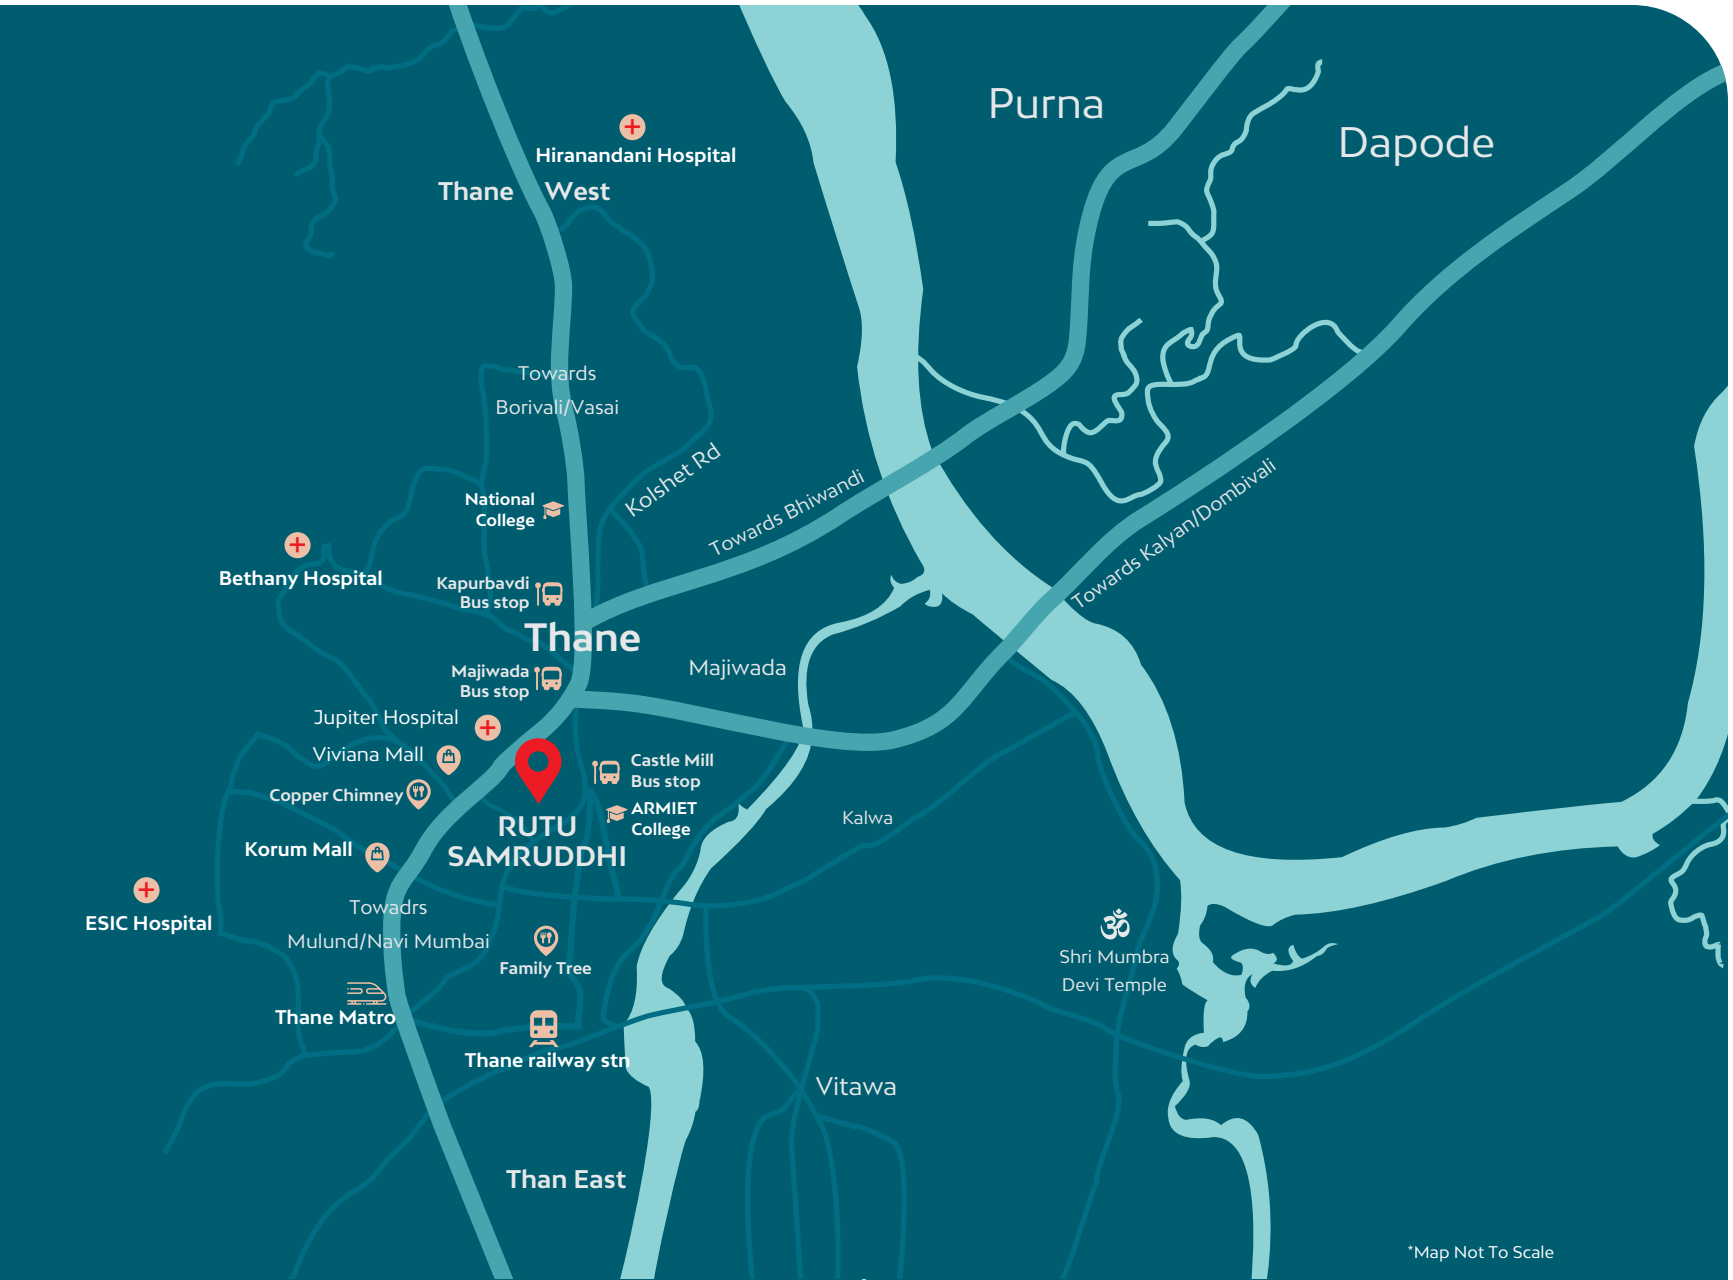 Purna
Dapode
Hiranandani Hospital
Thane West
Towards
Borivali/Vasai
Kolshet Rd
Towards Bhiwandi
Towards Kalyan/Dombivali
National
College
Bethany Hospital
Kapurbavdi
Bus stop
Thane
Majiwada
Majiwada
Bus stop
Jupiter Hospital
Viviana Mall
Copper Chimney
Castle Mill
Bus stop
ARMIET
College
RUTU
SAMRUDDHI
Kalwa
Korum Mall
ESIC Hospital
Towadrs
Mulund/Navi Mumbai
Family Tree
ॐ
Shri Mumbra
Devi Temple
Thane Matro
Thane railway stn
Vitawa
Than East
*Map Not To Scale